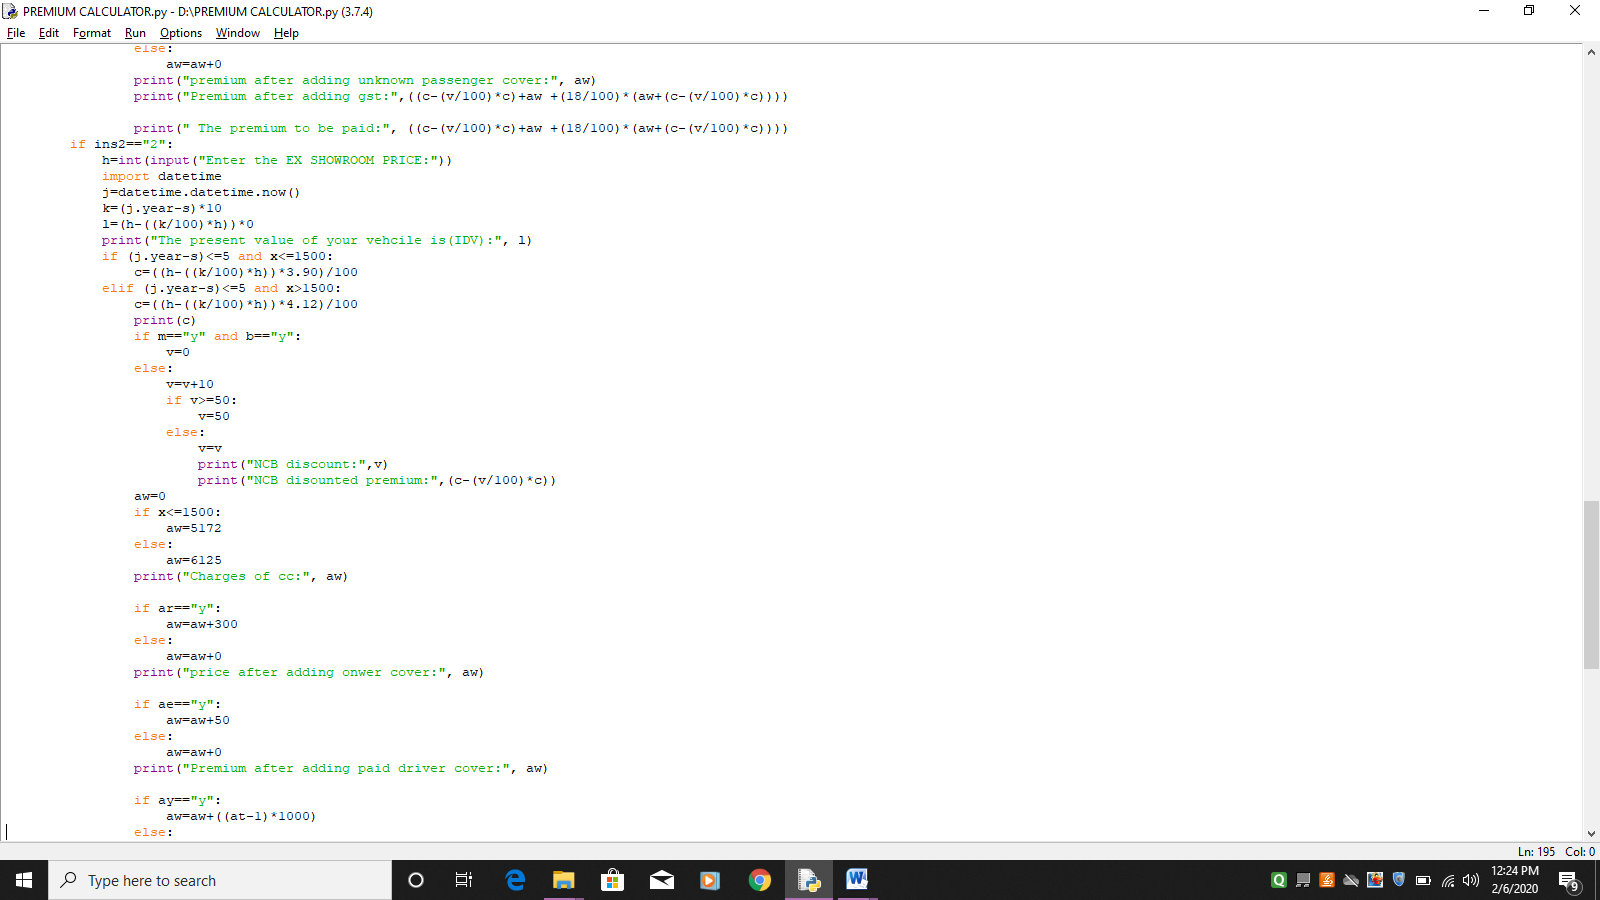 PREMIUM CALCULATOR.py - D:\PREMIUM CALCULATOR.py (3.7.4)
File Edit Format Run Options Window Help
else:
aw=aw+0
print("premium after adding unknown passenger cover:", aw)
print("Premium after adding gst:",((c-(v/100)*c)+aw +(18/100)*(aw+(c-(v/100)*c))))
print(" The premium to be paid:", ((c-(v/100)*c)+aw +(18/100)*(aw+(c-(v/100)*c))))
if ins2=="2":
h=int(input("Enter the EX SHOWROOM PRICE:"))
import datetime
j=datetime.datetime.now()
k=(j.year-s)*10
l=(h-((k/100)*h))*0
print("The present value of your vehcile is(IDV):", l)
if (j.year-s)<=5 and x<=1500:
c=((h-((k/100)*h))*3.90)/100
elif (j.year-s)<=5 and x>1500:
c=((h-((k/100)*h))*4.12)/100
print(c)
if m=="y" and b=="y":
v=0
else:
v=v+10
if v>=50:
v=50
else:
v=v
print("NCB discount:",v)
print("NCB disounted premium:",(c-(v/100)*c))
aw=0
if x<=1500:
aw=5172
else:
aw=6125
print("Charges of cc:", aw)
if ar=="y":
aw=aw+300
else:
aw=aw+0
print("price after adding onwer cover:", aw)
if ae=="y":
aw=aw+50
else:
aw=aw+0
print("Premium after adding paid driver cover:", aw)
if ay=="y":
aw=aw+((at-1)*1000)
else:
Ln: 195 Col: 0
Type here to search
12:24 PM
2/6/2020
9